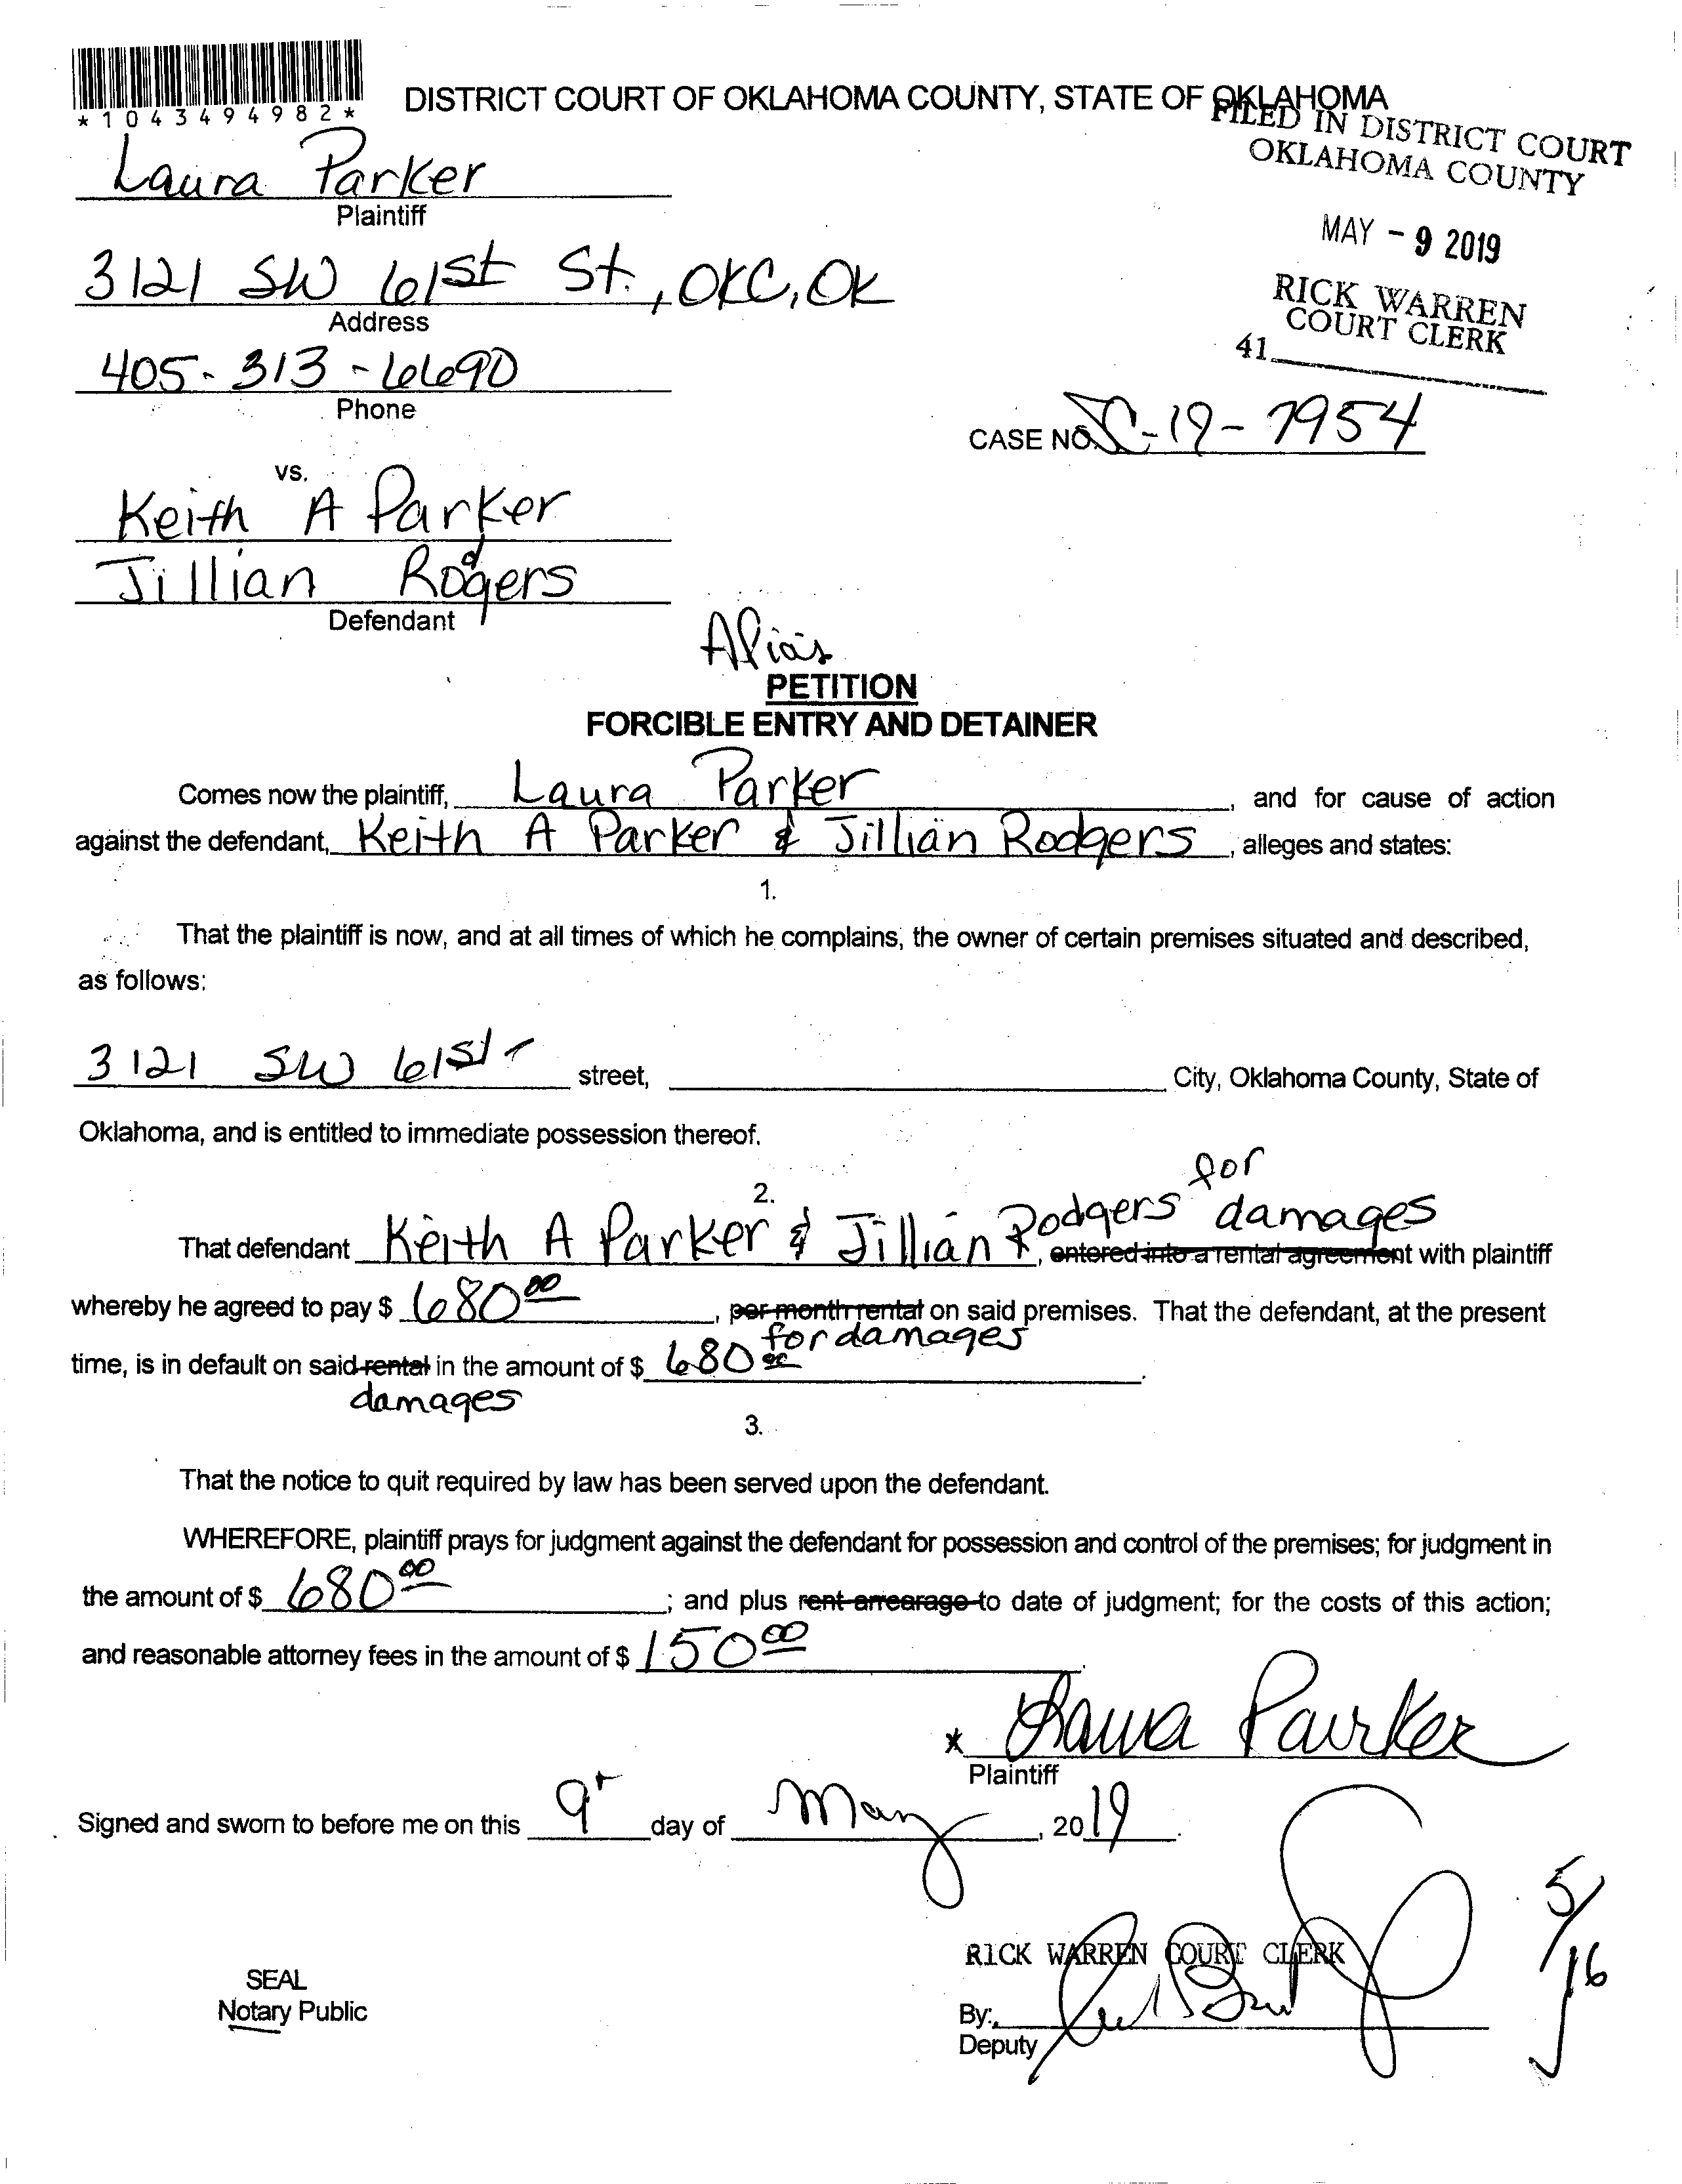 *1043494982*
DISTRICT COURT OF OKLAHOMA COUNTY, STATE OF OKLAHOMA
FILED IN DISTRICT COURT
OKLAHOMA COUNTY
MAY - 9 2019
RICK WARREN
COURT CLERK
41
Laura Parker
Plaintiff
3121 SW 61st St., OKC, OK
Address
405-313-6690
Phone
CASE NO. SC-19-7954
vs.
Keith A Parker
Jillian Rodgers
Defendant
Alias
PETITION
FORCIBLE ENTRY AND DETAINER
Comes now the plaintiff, Laura Parker, and for cause of action
against the defendant, Keith A Parker & Jillian Rodgers, alleges and states:
1.
That the plaintiff is now, and at all times of which he complains, the owner of certain premises situated and described,
as follows:
3121 SW 61st street, City, Oklahoma County, State of
Oklahoma, and is entitled to immediate possession thereof.
2.
for
damages
That defendant Keith A Parker & Jillian Rodgers, entered into a rental agreement with plaintiff
whereby he agreed to pay $ 680 00, per month rental on said premises. That the defendant, at the present
for damages
time, is in default on said rental in the amount of $ 680 00.
damages
3.
That the notice to quit required by law has been served upon the defendant.
WHEREFORE, plaintiff prays for judgment against the defendant for possession and control of the premises; for judgment in
the amount of $ 680 00; and plus rent arrearage to date of judgment; for the costs of this action;
and reasonable attorney fees in the amount of $ 150 00.
x Laura Parker
Plaintiff
Signed and sworn to before me on this 9th day of May, 2019.
5/16
RICK WARREN COURT CLERK
SEAL
Notary Public
By:
Deputy